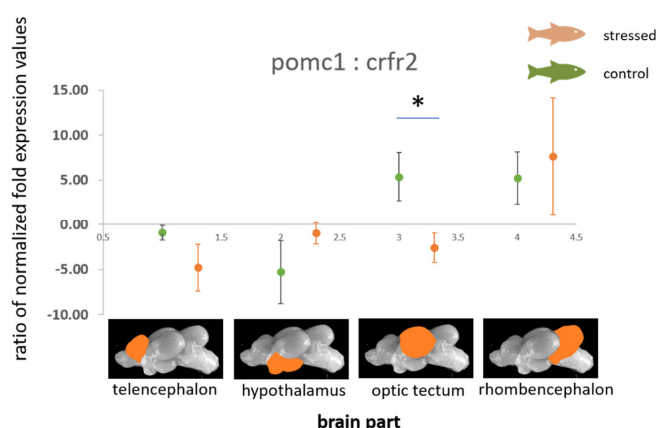 stressed
control
pomc1 : crfr2
ratio of normalized fold expression values
15.00
10.00
5.00
0.00
-5.00
-10.00
*
0.5 1 1.5 2 2.5 3 3.5 4 4.5
telencephalon hypothalamus optic tectum rhombencephalon
brain part